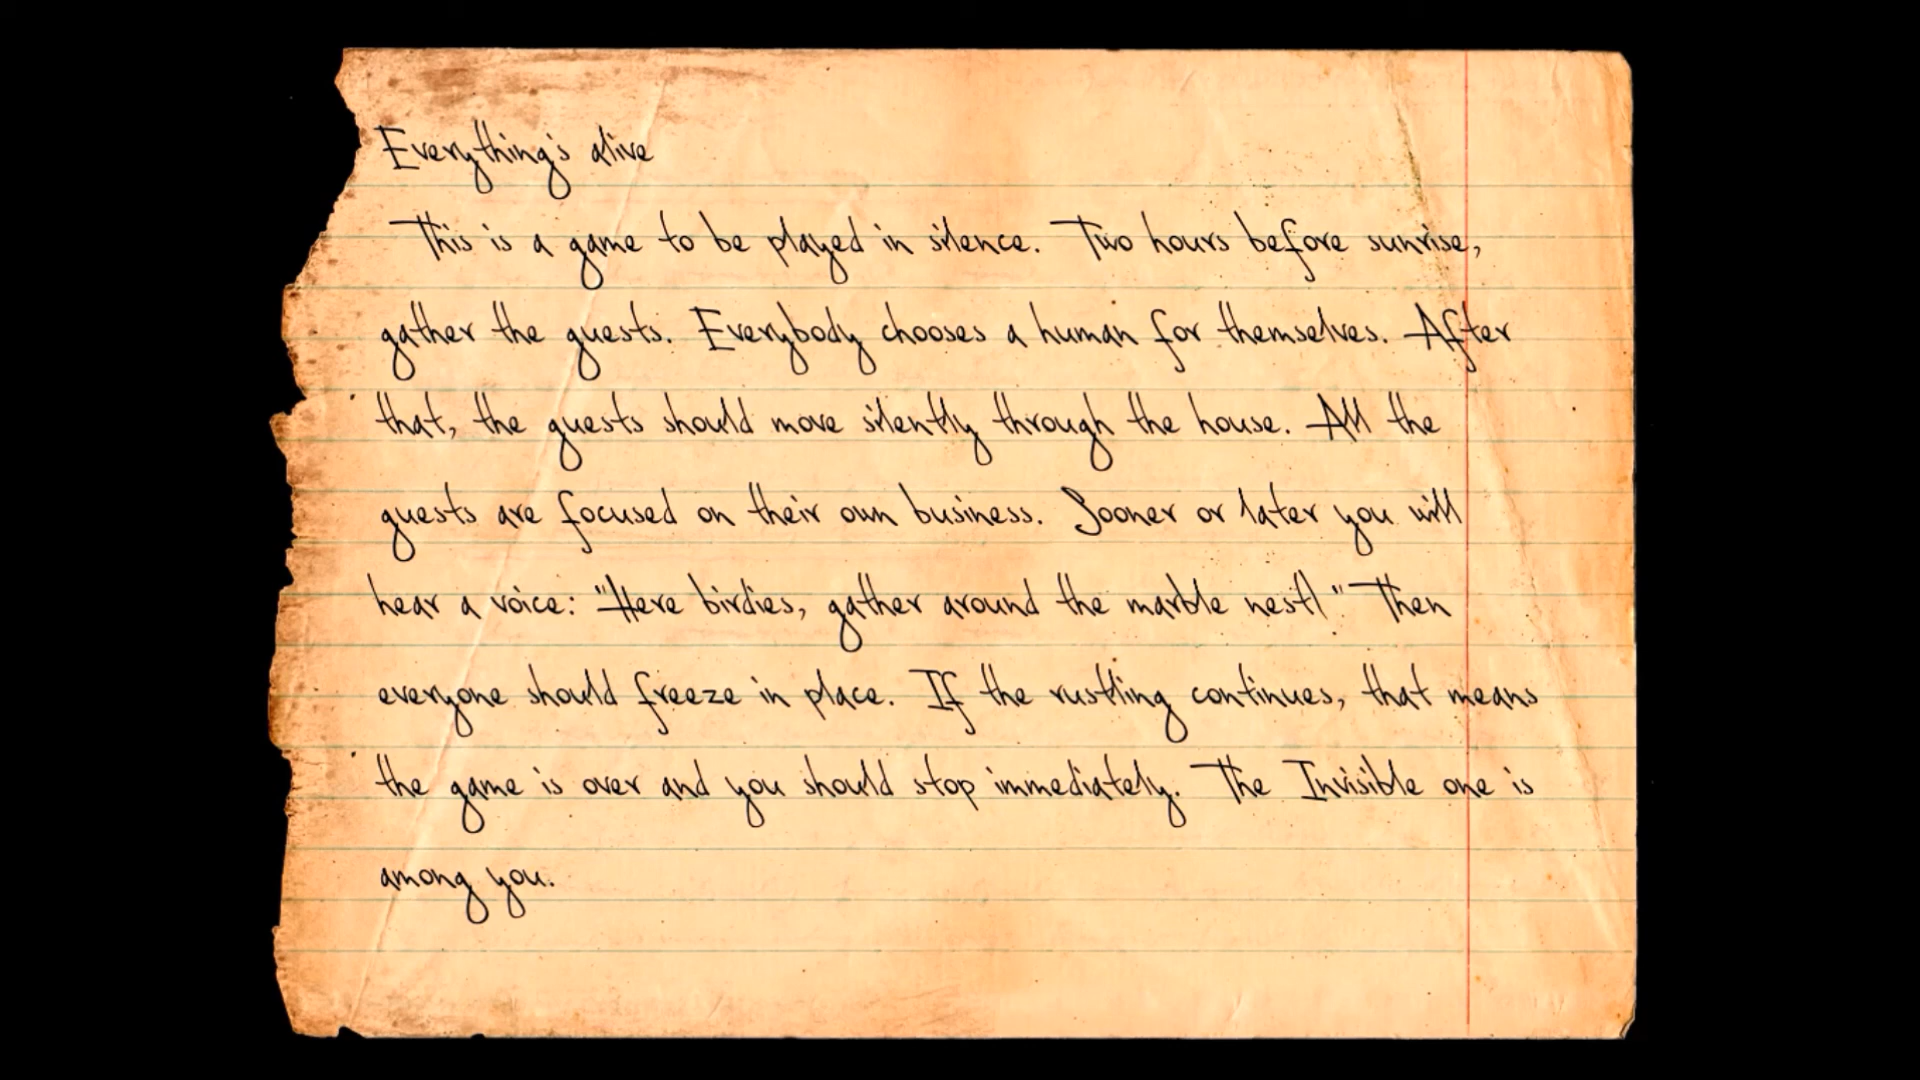 Everything's alive
This is a game to be played in silence. Two hours before sunrise,
gather the guests. Everybody chooses a human for themselves. After
that, the guests should move silently through the house. All the
guests are focused on their own business. Sooner or later you will
hear a voice: "Here birdies, gather around the marble nest!" Then
everyone should freeze in place. If the rustling continues, that means
the game is over and you should stop immediately. The Invisible one is
among you.